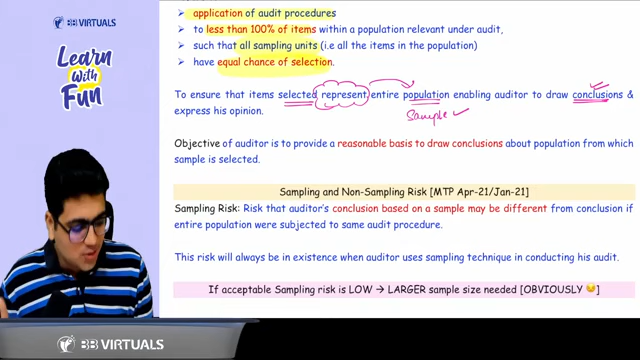 BB VIRTUALS
Learn
With
Fun
➢ application of audit procedures
➢ to less than 100% of items within a population relevant under audit,
➢ such that all sampling units (i.e all the items in the population)
➢ have equal chance of selection.
To ensure that items selected represent entire population enabling auditor to draw conclusions &
express his opinion.
Sample
Objective of auditor is to provide a reasonable basis to draw conclusions about population from which
sample is selected.
Sampling and Non-Sampling Risk [MTP Apr-21/Jan-21]
Sampling Risk: Risk that auditor's conclusion based on a sample may be different from conclusion if
entire population were subjected to same audit procedure.
This risk will always be in existence when auditor uses sampling technique in conducting his audit.
If acceptable Sampling risk is LOW → LARGER sample size needed [OBVIOUSLY 😉]
BB VIRTUALS